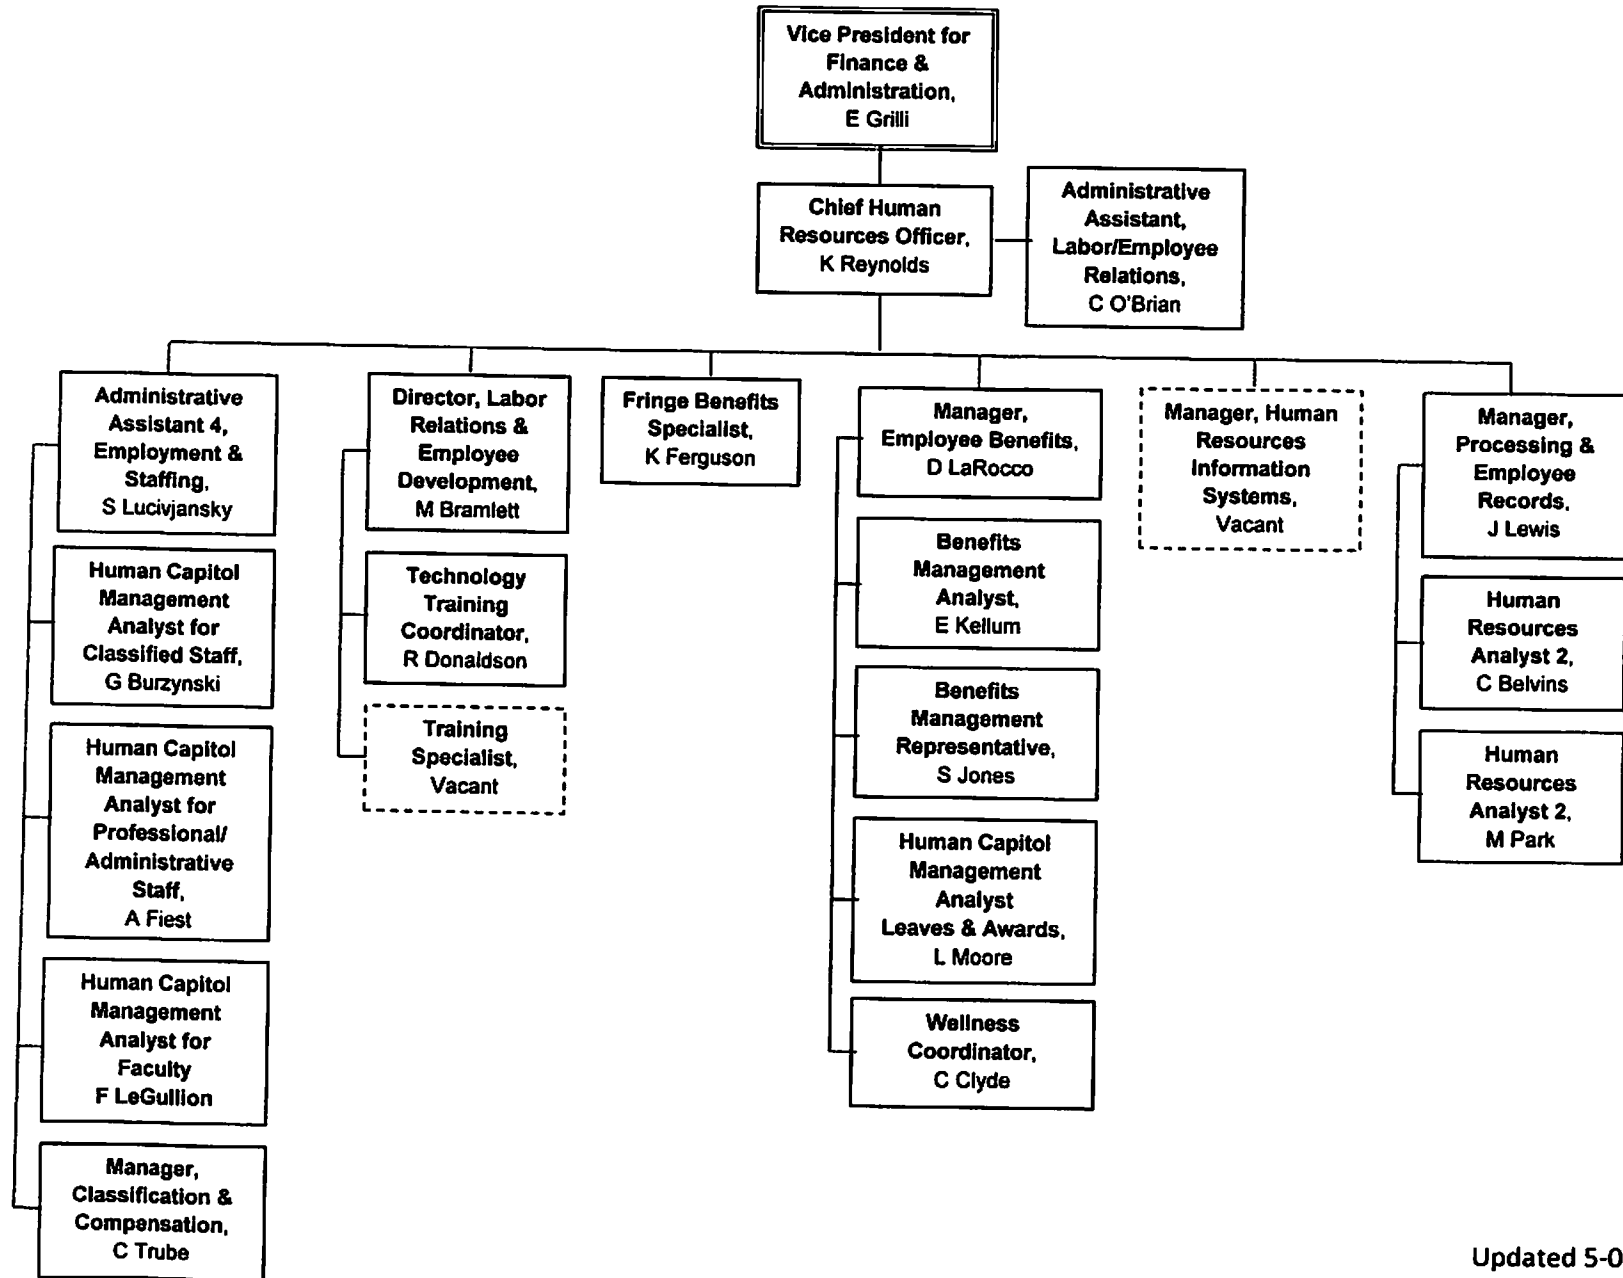 Vice President for
Finance &
Administration,
E Grilli
Chief Human
Resources Officer,
K Reynolds
Administrative
Assistant,
Labor/Employee
Relations,
C O'Brian
Administrative
Assistant 4,
Employment &
Staffing,
S Lucivjansky
Human Capitol
Management
Analyst for
Classified Staff,
G Burzynski
Human Capitol
Management
Analyst for
Professional/
Administrative
Staff,
A Fiest
Human Capitol
Management
Analyst for
Faculty
F LeGullion
Manager,
Classification &
Compensation,
C Trube
Director, Labor
Relations &
Employee
Development,
M Bramlett
Technology
Training
Coordinator,
R Donaldson
Training
Specialist,
Vacant
Fringe Benefits
Specialist,
K Ferguson
Manager,
Employee Benefits,
D LaRocco
Benefits
Management
Analyst,
E Kellum
Benefits
Management
Representative,
S Jones
Human Capitol
Management
Analyst
Leaves & Awards,
L Moore
Wellness
Coordinator,
C Clyde
Manager, Human
Resources
Information
Systems,
Vacant
Manager,
Processing &
Employee
Records,
J Lewis
Human
Resources
Analyst 2,
C Belvins
Human
Resources
Analyst 2,
M Park
Updated 5-0